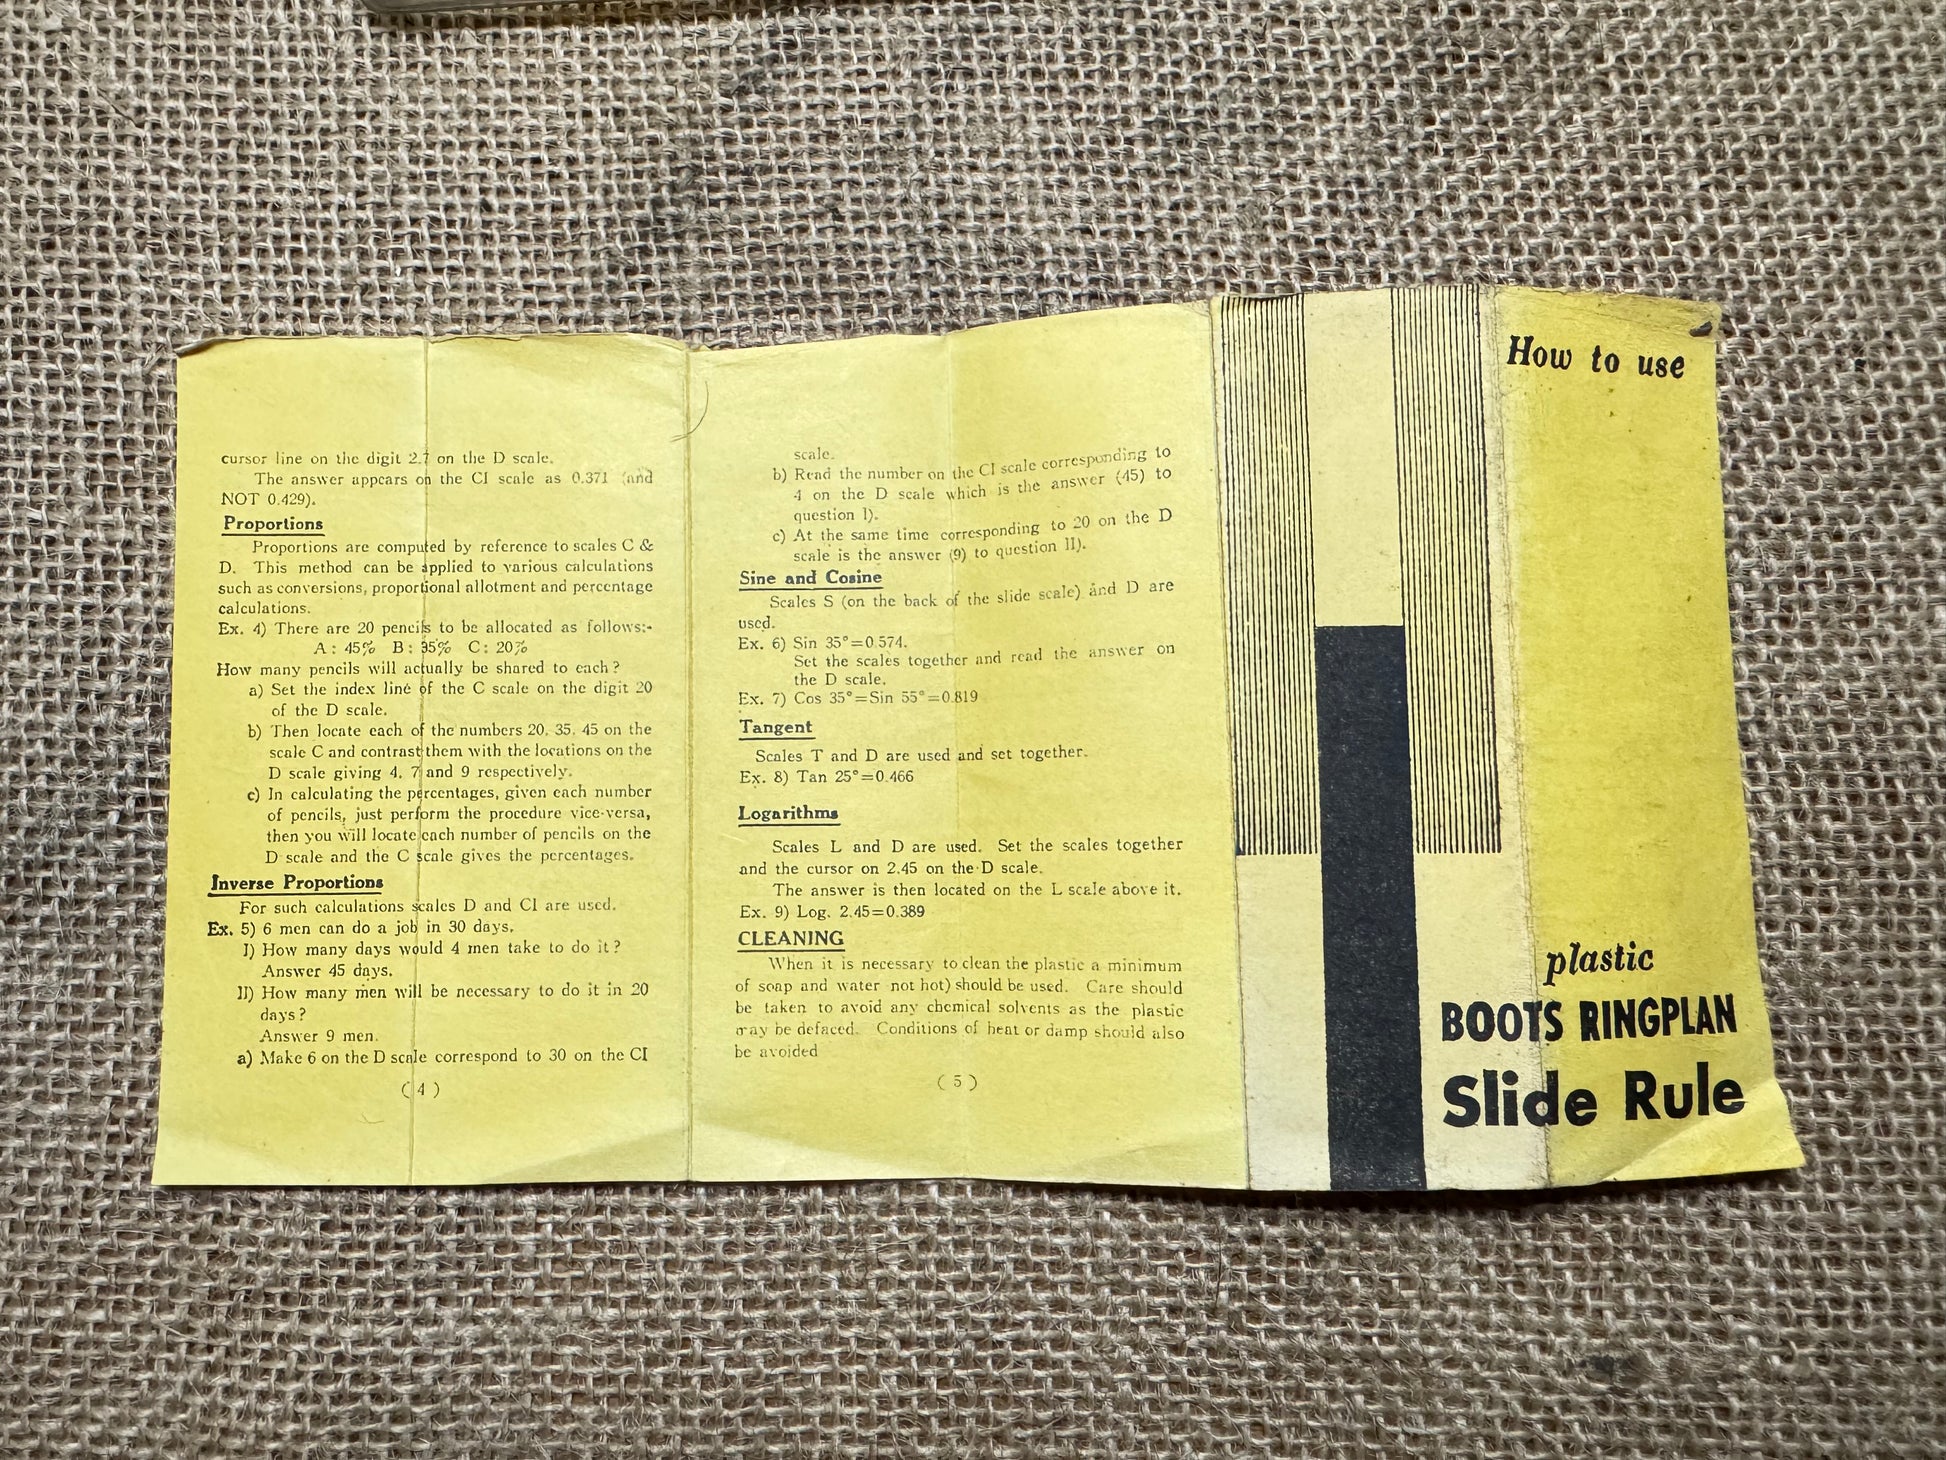 cursor line on the digit 2.7 on the D scale.
The answer appears on the CI scale as 0.371 (and
NOT 0.429).
Proportions
Proportions are computed by reference to scales C &
D. This method can be applied to various calculations
such as conversions, proportional allotment and percentage
calculations.
Ex. 4) There are 20 pencils to be allocated as follows:-
A : 45% B : 35% C : 20%
How many pencils will actually be shared to each ?
a) Set the index line of the C scale on the digit 20
of the D scale.
b) Then locate each of the numbers 20, 35, 45 on the
scale C and contrast them with the locations on the
D scale giving 4, 7 and 9 respectively.
c) In calculating the percentages, given each number
of pencils, just perform the procedure vice-versa,
then you will locate each number of pencils on the
D scale and the C scale gives the percentages.
Inverse Proportions
For such calculations scales D and CI are used.
Ex. 5) 6 men can do a job in 30 days.
I) How many days would 4 men take to do it ?
Answer 45 days.
II) How many men will be necessary to do it in 20
days ?
Answer 9 men.
a) Make 6 on the D scale correspond to 30 on the CI
( 4 )
scale.
b) Read the number on the CI scale corresponding to
4 on the D scale which is the answer (45) to
question I).
c) At the same time corresponding to 20 on the D
scale is the answer (9) to question II).
Sine and Cosine
Scales S (on the back of the slide scale) and D are
used.
Ex. 6) Sin 35°=0.574.
Set the scales together and read the answer on
the D scale.
Ex. 7) Cos 35°=Sin 55°=0.819
Tangent
Scales T and D are used and set together.
Ex. 8) Tan 25°=0.466
Logarithms
Scales L and D are used. Set the scales together
and the cursor on 2.45 on the D scale.
The answer is then located on the L scale above it.
Ex. 9) Log. 2.45=0.389
CLEANING
When it is necessary to clean the plastic a minimum
of soap and water not hot) should be used. Care should
be taken to avoid any chemical solvents as the plastic
may be defaced. Conditions of heat or damp should also
be avoided
( 5 )
How to use
plastic
BOOTS RINGPLAN
Slide Rule